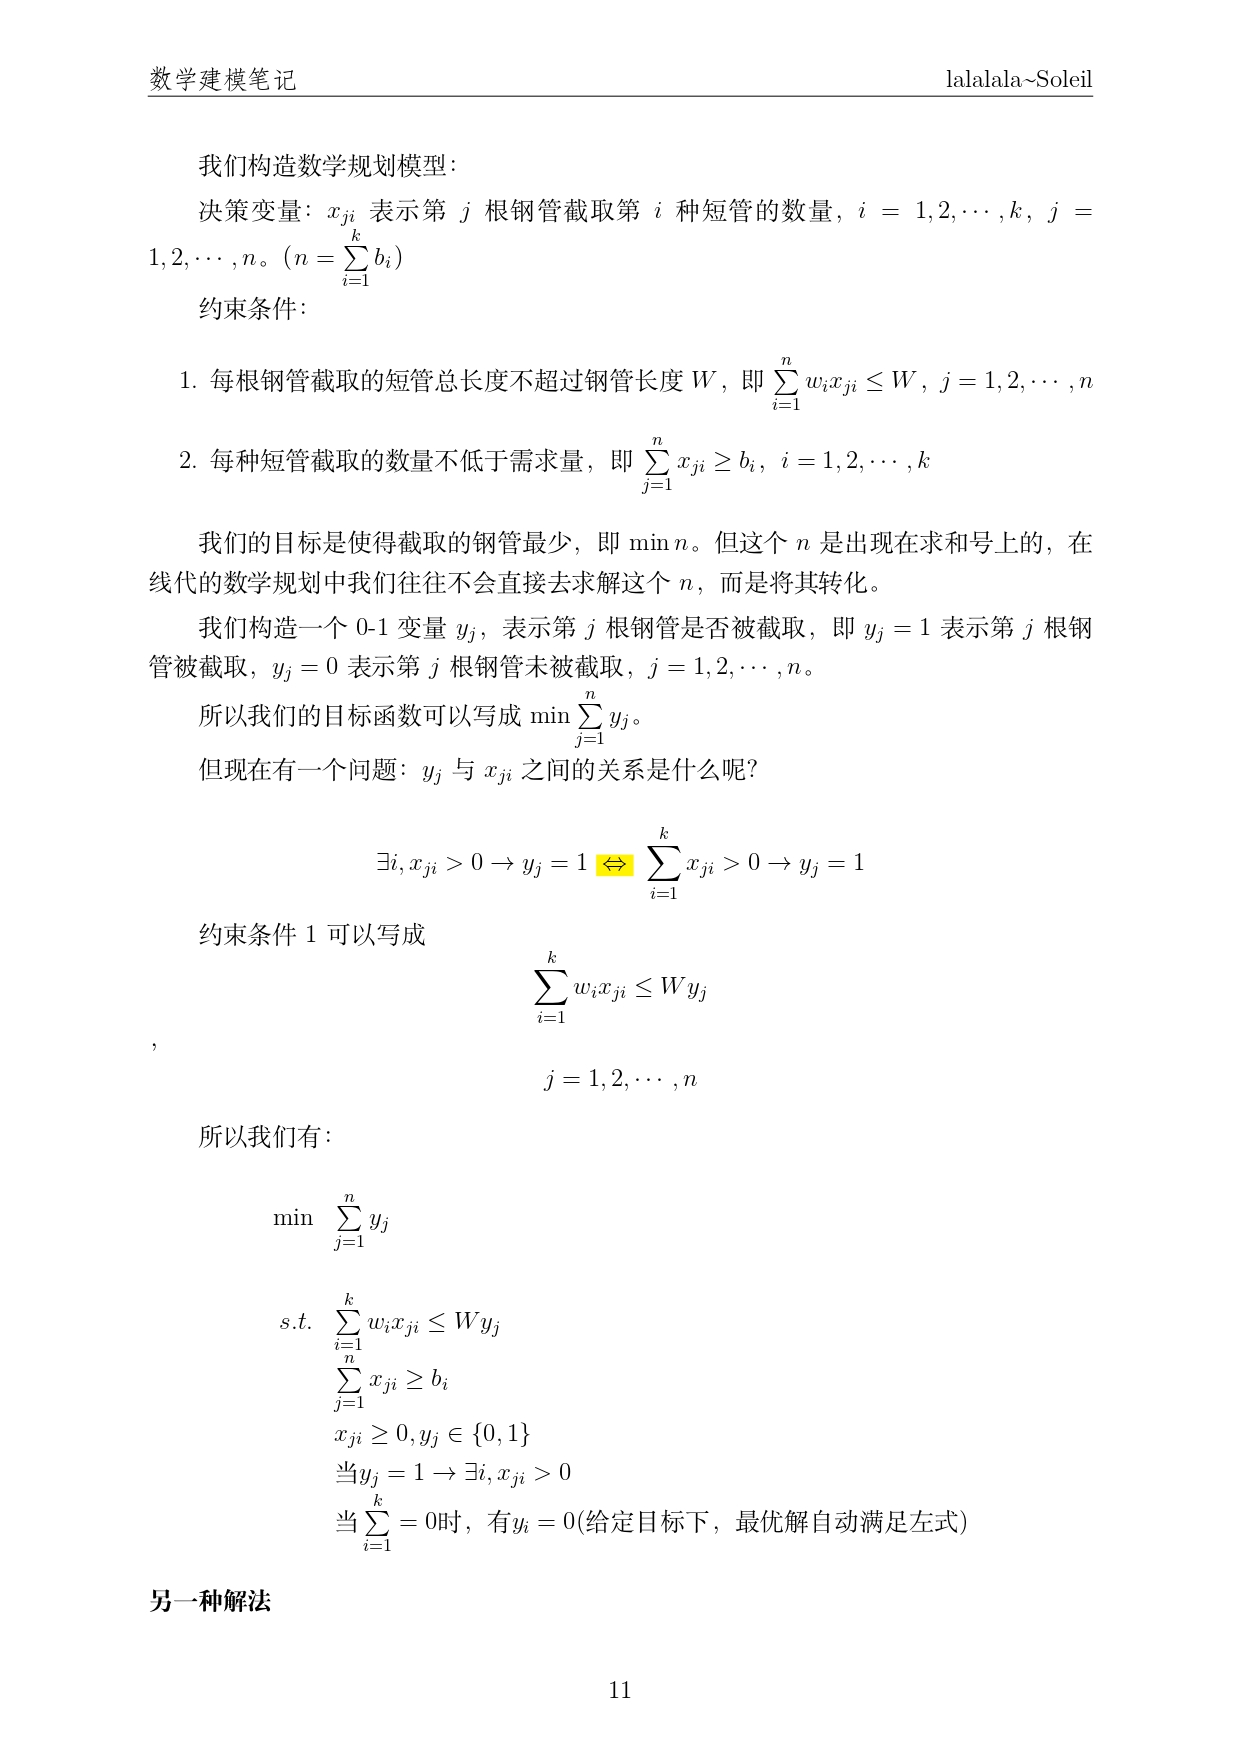 数学建模笔记 lalalala~Soleil
我们构造数学规划模型：
决策变量：$x_{ji}$ 表示第 $j$ 根钢管截取第 $i$ 种短管的数量，$i = 1, 2, \cdots, k$，$j =$
$1, 2, \cdots, n$。（$n = \sum_{i=1}^{k} b_i$）
约束条件：
1. 每根钢管截取的短管总长度不超过钢管长度 $W$，即 $\sum_{i=1}^{n} w_i x_{ji} \leq W$，$j = 1, 2, \cdots, n$
2. 每种短管截取的数量不低于需求量，即 $\sum_{j=1}^{n} x_{ji} \geq b_i$，$i = 1, 2, \cdots, k$
我们的目标是使得截取的钢管最少，即 $\min n$。但这个 $n$ 是出现在求和号上的，在
线代的数学规划中我们往往不会直接去求解这个 $n$，而是将其转化。
我们构造一个 0-1 变量 $y_j$，表示第 $j$ 根钢管是否被截取，即 $y_j = 1$ 表示第 $j$ 根钢
管被截取，$y_j = 0$ 表示第 $j$ 根钢管未被截取，$j = 1, 2, \cdots, n$。
所以我们的目标函数可以写成 $\min \sum_{j=1}^{n} y_j$。
但现在有一个问题：$y_j$ 与 $x_{ji}$ 之间的关系是什么呢？
$\exists i, x_{ji} > 0 \to y_j = 1 \Leftrightarrow \sum_{i=1}^{k} x_{ji} > 0 \to y_j = 1$
约束条件 1 可以写成
$\sum_{i=1}^{k} w_i x_{ji} \leq W y_j$
，
$j = 1, 2, \cdots, n$
所以我们有：
$\min \sum_{j=1}^{n} y_j$
$s.t. \sum_{i=1}^{k} w_i x_{ji} \leq W y_j$
$\sum_{j=1}^{n} x_{ji} \geq b_i$
$x_{ji} \geq 0, y_j \in \{0, 1\}$
当$y_j = 1 \to \exists i, x_{ji} > 0$
当$\sum_{i=1}^{k} = 0$时，有$y_i = 0$(给定目标下，最优解自动满足左式)
另一种解法
11